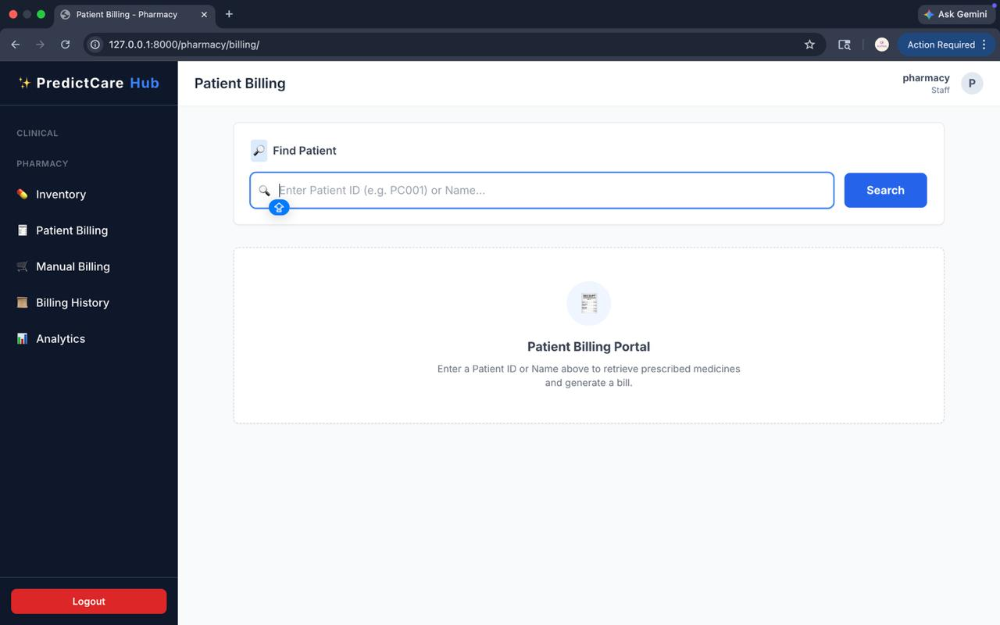 Patient Billing - Pharmacy
Ask Gemini
127.0.0.1:8000/pharmacy/billing/
Action Required
PredictCare Hub
Patient Billing
pharmacy
Staff
P
CLINICAL
PHARMACY
Inventory
Patient Billing
Manual Billing
Billing History
Analytics
Logout
Find Patient
Enter Patient ID (e.g. PC001) or Name...
Search
RECEIPT
Patient Billing Portal
Enter a Patient ID or Name above to retrieve prescribed medicines
and generate a bill.